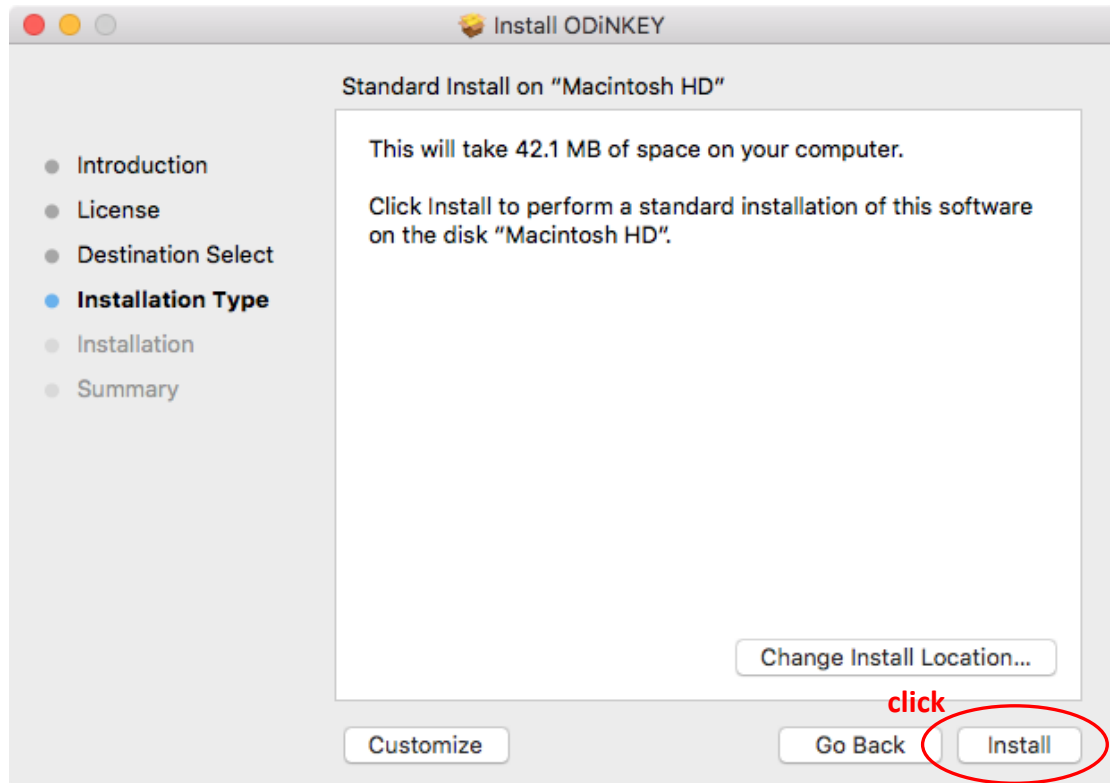 Install ODiNKEY
Standard Install on “Macintosh HD”
Introduction
License
Destination Select
Installation Type
Installation
Summary
This will take 42.1 MB of space on your computer.
Click Install to perform a standard installation of this software
on the disk “Macintosh HD”.
Change Install Location...
click
Customize
Go Back
Install